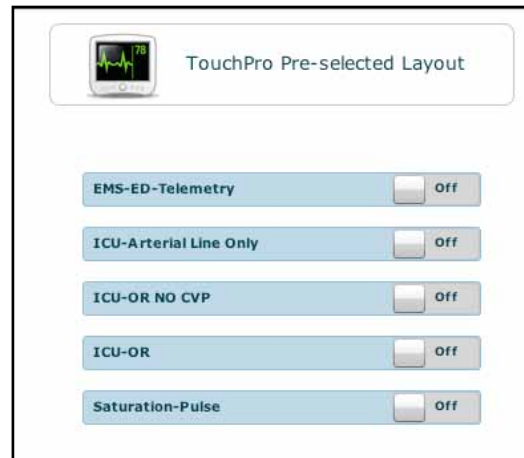 78
TouchPro Pre-selected Layout
EMS-ED-Telemetry Off
ICU-Arterial Line Only Off
ICU-OR NO CVP Off
ICU-OR Off
Saturation-Pulse Off